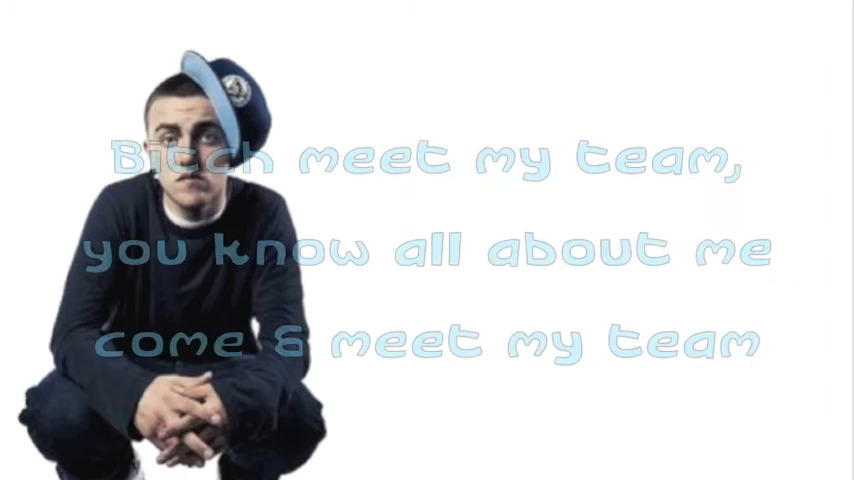 Bitch meet my team,
you know all about me
come & meet my team